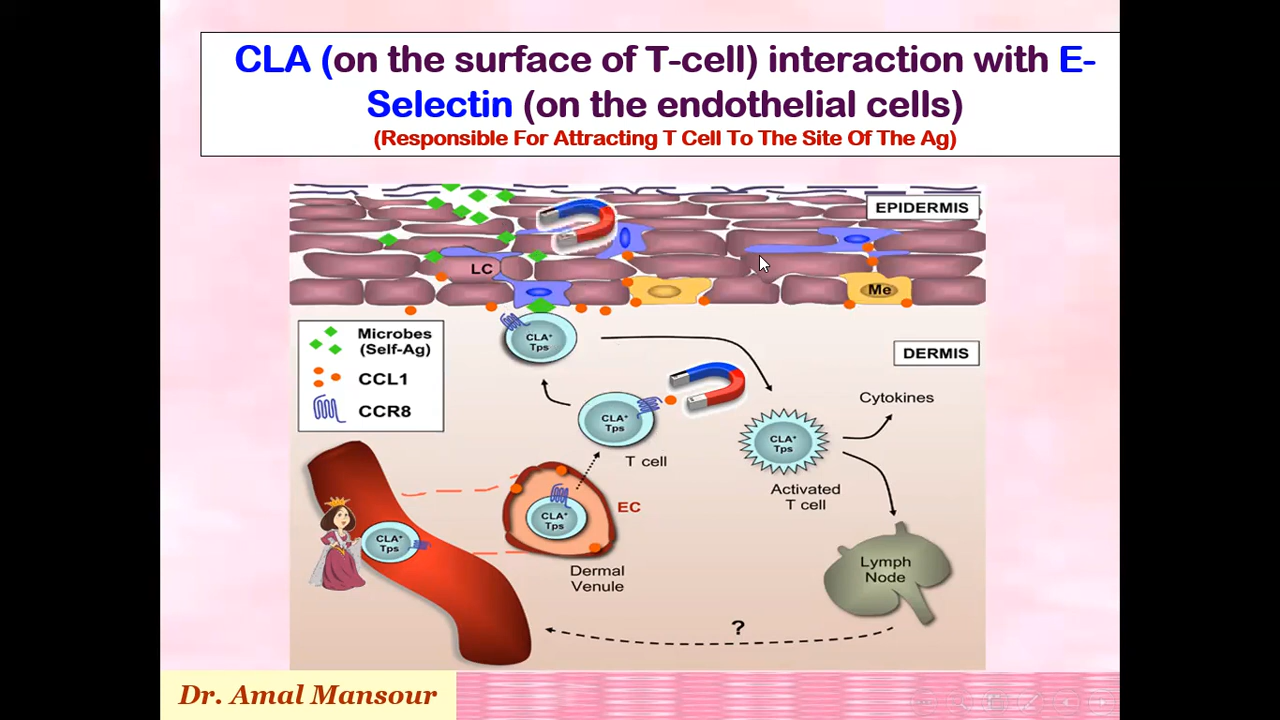 CLA (on the surface of T-cell) interaction with E-
Selectin (on the endothelial cells)
(Responsible For Attracting T Cell To The Site Of The Ag)
EPIDERMIS
LC
Me
Microbes
(Self-Ag)
CCL1
CCR8
CLA+
Tps
DERMIS
CLA+
Tps
T cell
Cytokines
CLA+
Tps
Activated
T cell
CLA+
Tps
EC
Dermal
Venule
CLA+
Tps
Lymph
Node
?
Dr. Amal Mansour